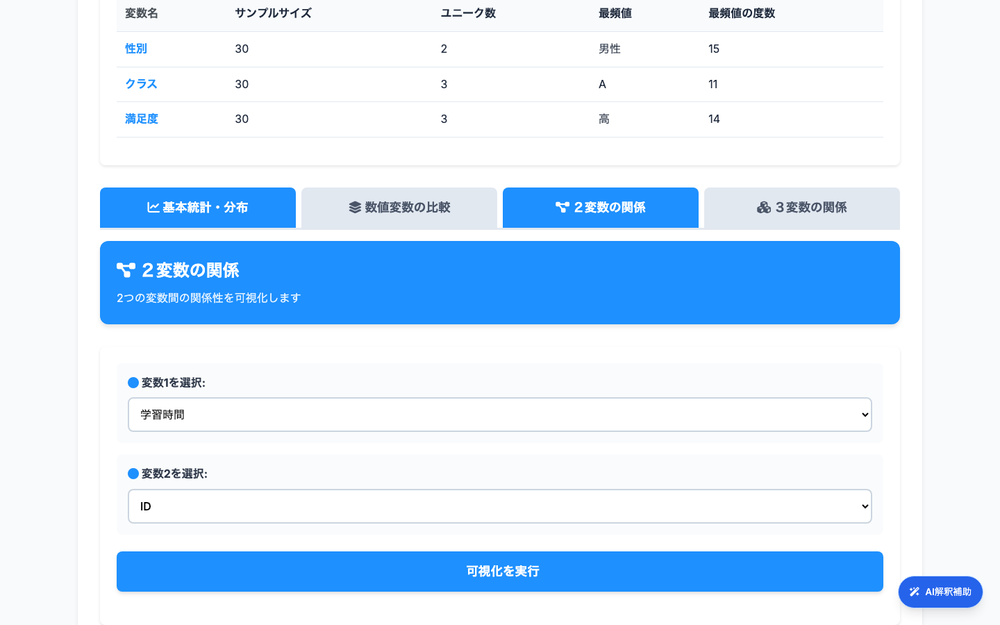 変数名 サンプルサイズ ユニーク数 最頻値 最頻値の度数
性別 30 2 男性 15
クラス 30 3 A 11
満足度 30 3 高 14
基本統計・分布 数値変数の比較 ２変数の関係 ３変数の関係
２変数の関係
2つの変数間の関係性を可視化します
変数1を選択:
学習時間
変数2を選択:
ID
可視化を実行
AI解釈補助